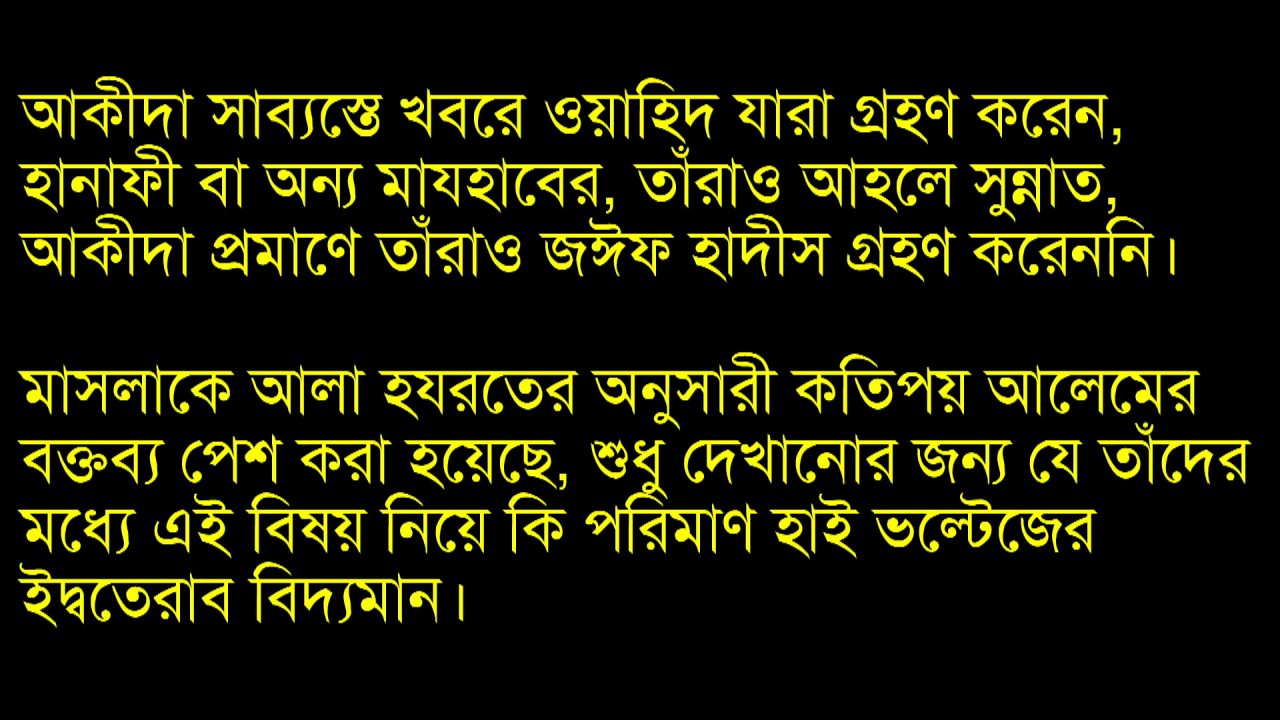 আকীদা সাব্যস্তে খবরে ওয়াহিদ যারা গ্রহণ করেন,
হানাফী বা অন্য মাযহাবের, তাঁরাও আহলে সুন্নাত,
আকীদা প্রমাণে তাঁরাও জঈফ হাদীস গ্রহণ করেননি।
মাসলাকে আলা হযরতের অনুসারী কতিপয় আলেমের
বক্তব্য পেশ করা হয়েছে, শুধু দেখানোর জন্য যে তাঁদের
মধ্যে এই বিষয় নিয়ে কি পরিমাণ হাই ভল্টেজের
ইদ্বতেরাব বিদ্যমান।